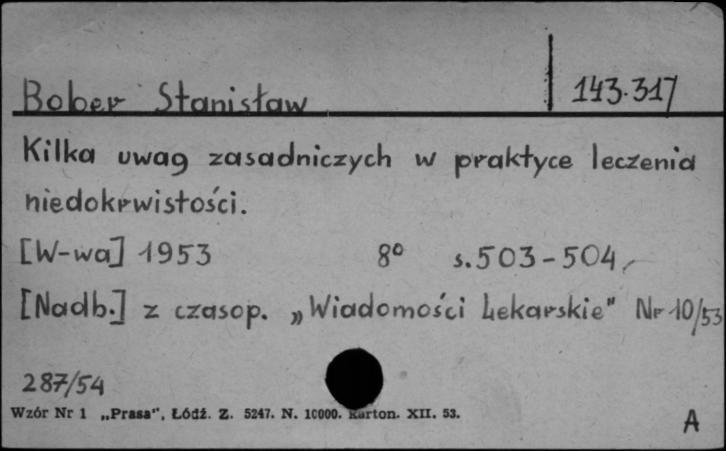 Bober Stanisław 143.317
Kilka uwag zasadniczych w praktyce leczenia
niedokrwistości.
[W-wa] 1953 8° s.503-504,
[Nadb.] z czasop. „Wiadomości Lekarskie" Nr 10/53
287/54
Wzór Nr 1 „Prasa", Łódź. Z. 5247. N. 10000. Karton. XII. 53.
A